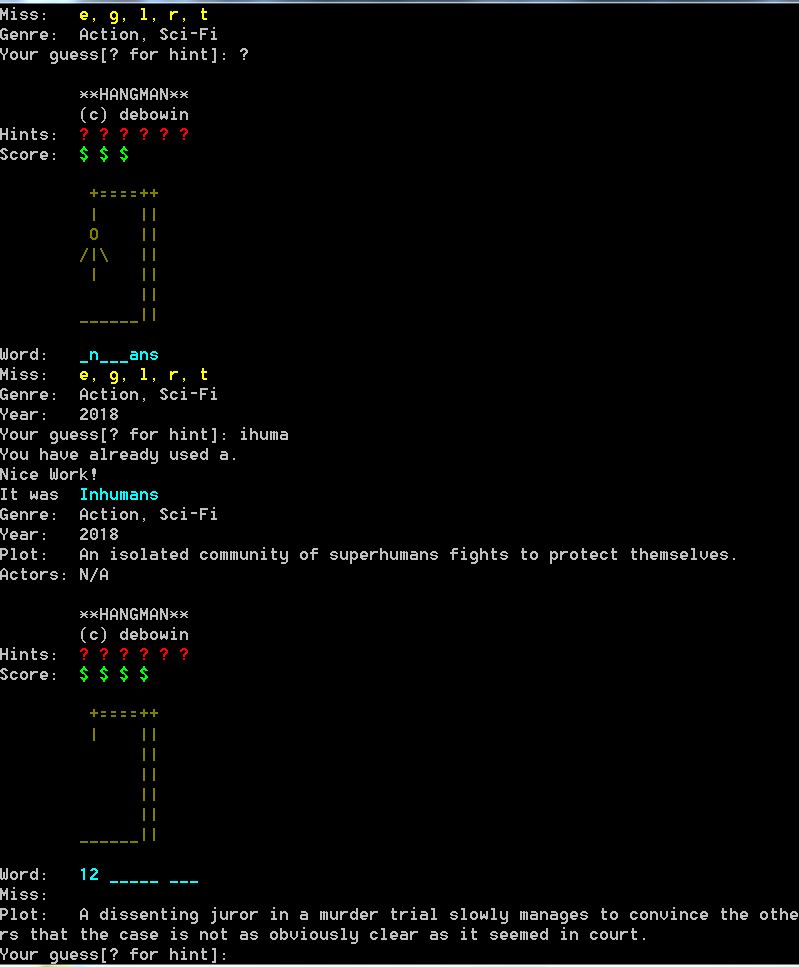 Miss:   e, g, l, r, t
Genre:  Action, Sci-Fi
Your guess[? for hint]: ?
**HANGMAN**
(c) debowin
Hints:  ? ? ? ? ? ?
Score:  $ $ $
+====++
|    ||
O    ||
/|\   ||
|    ||
||
______||
Word:   _n___ans
Miss:   e, g, l, r, t
Genre:  Action, Sci-Fi
Year:   2018
Your guess[? for hint]: ihuma
You have already used a.
Nice Work!
It was  Inhumans
Genre:  Action, Sci-Fi
Year:   2018
Plot:   An isolated community of superhumans fights to protect themselves.
Actors: N/A
**HANGMAN**
(c) debowin
Hints:  ? ? ? ? ? ?
Score:  $ $ $ $
+====++
|    ||
||
||
||
||
______||
Word:   12 _____ ___
Miss:
Plot:   A dissenting juror in a murder trial slowly manages to convince the othe
rs that the case is not as obviously clear as it seemed in court.
Your guess[? for hint]: